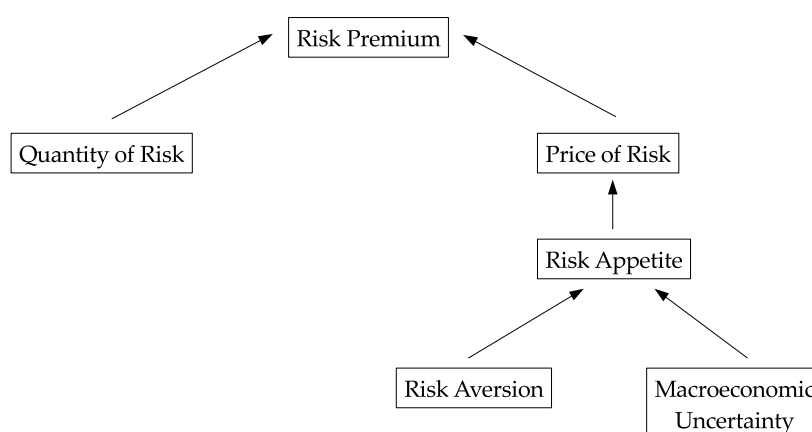 Risk Premium
Quantity of Risk
Price of Risk
Risk Appetite
Risk Aversion
Macroeconomic
Uncertainty